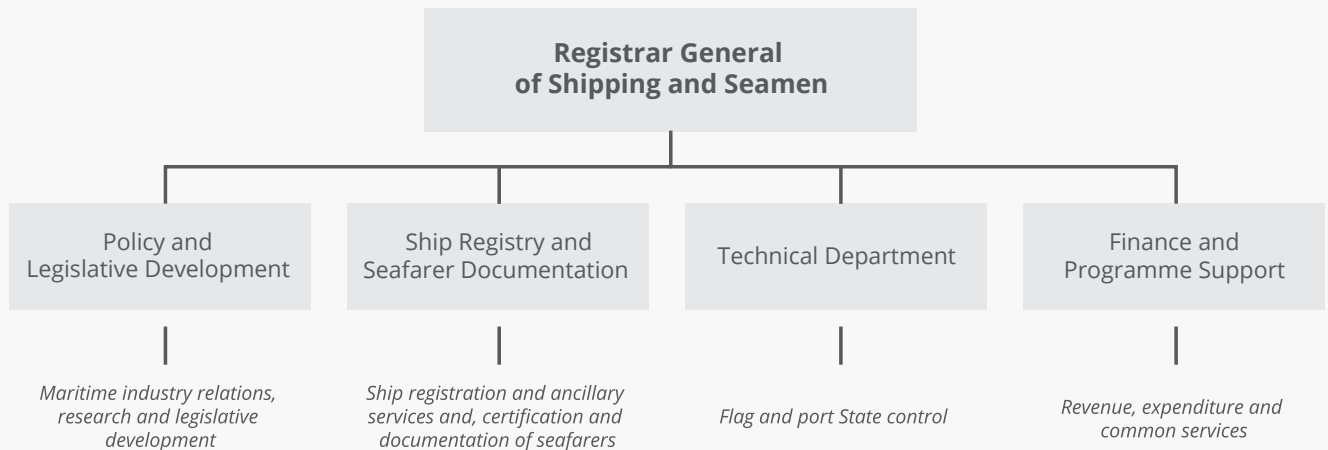 Registrar General
of Shipping and Seamen
Policy and
Legislative Development
Ship Registry and
Seafarer Documentation
Technical Department
Finance and
Programme Support
Maritime industry relations,
research and legislative
development
Ship registration and ancillary
services and, certification and
documentation of seafarers
Flag and port State control
Revenue, expenditure and
common services